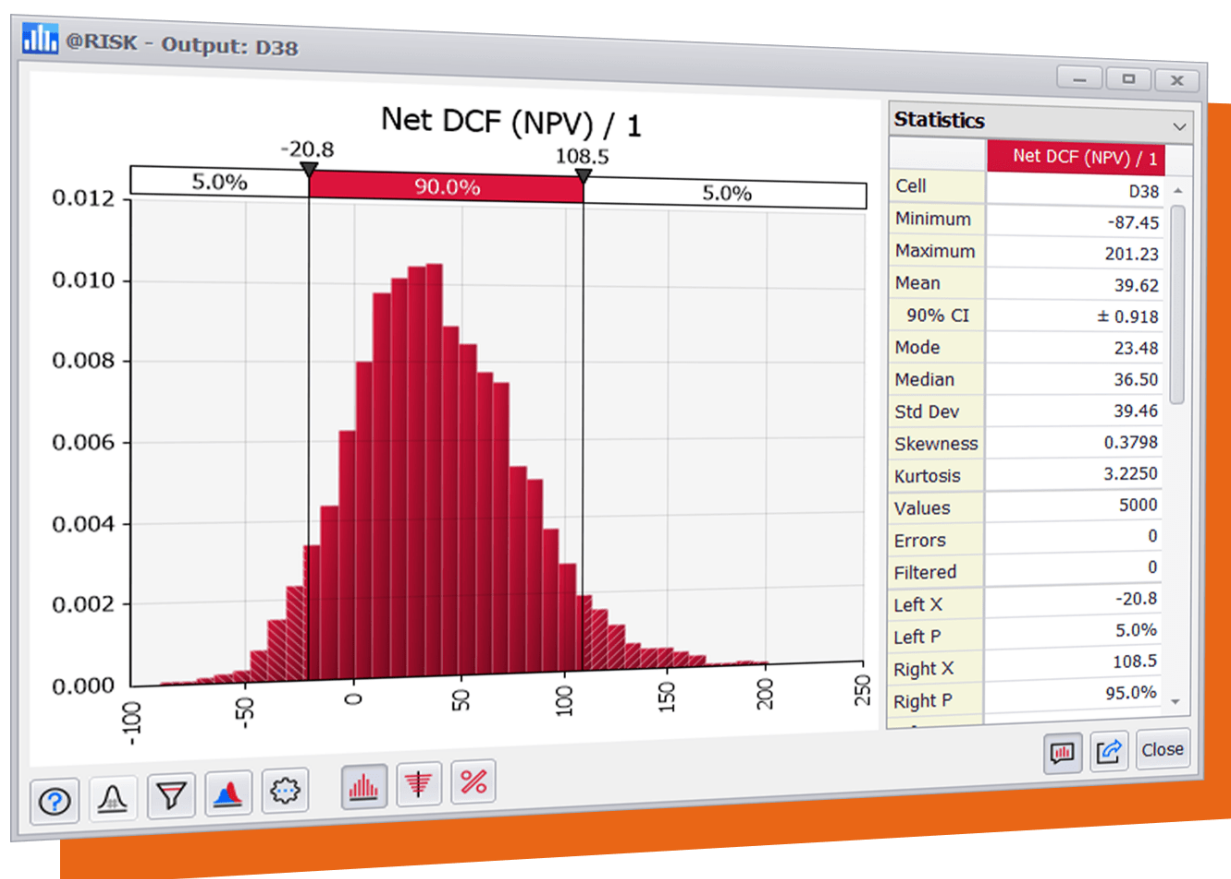 @RISK - Output: D38
Net DCF (NPV) / 1
-20.8 108.5
5.0% 90.0% 5.0%
0.012
0.010
0.008
0.006
0.004
0.002
0.000
-100 -50 0 50 100 150 200 250
Statistics
Net DCF (NPV) / 1
Cell D38
Minimum -87.45
Maximum 201.23
Mean 39.62
90% CI ± 0.918
Mode 23.48
Median 36.50
Std Dev 39.46
Skewness 0.3798
Kurtosis 3.2250
Values 5000
Errors 0
Filtered 0
Left X -20.8
Left P 5.0%
Right X 108.5
Right P 95.0%
? %
Close